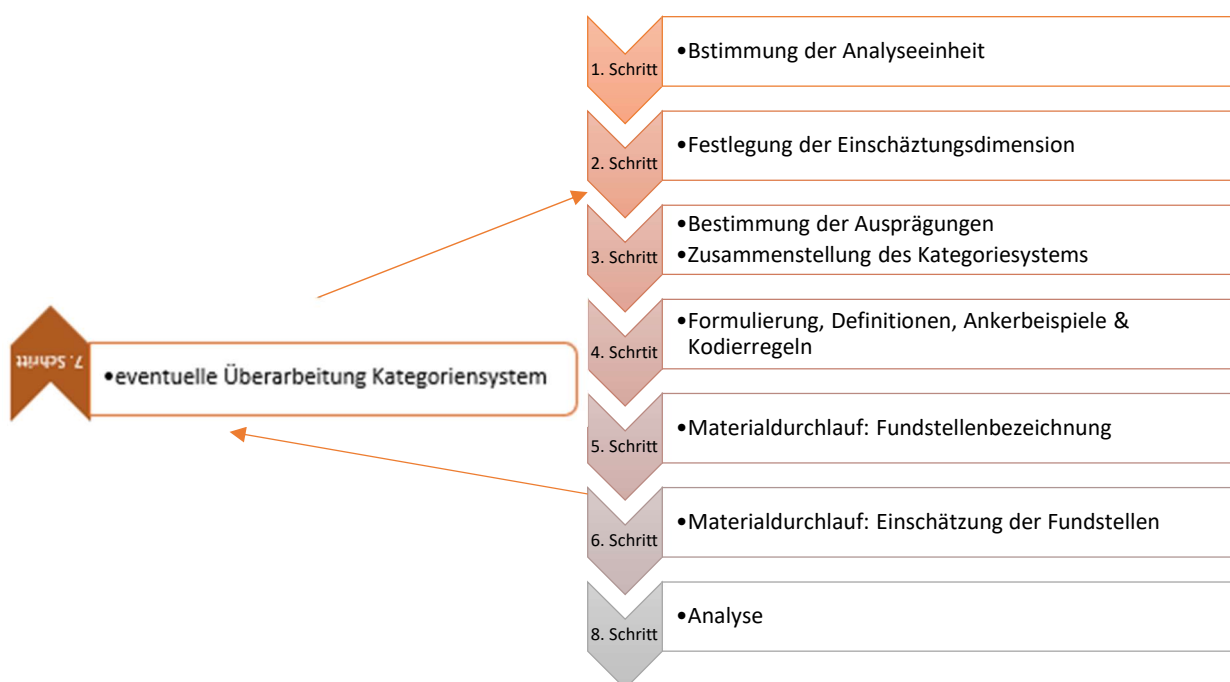 1. Schritt
•Bstimmung der Analyseeinheit
2. Schritt
•Festlegung der Einschäztungsdimension
3. Schritt
•Bestimmung der Ausprägungen
•Zusammenstellung des Kategoriesystems
4. Schrtit
•Formulierung, Definitionen, Ankerbeispiele &
Kodierregeln
5. Schritt
•Materialdurchlauf: Fundstellenbezeichnung
6. Schritt
•Materialdurchlauf: Einschätzung der Fundstellen
7. Schritt
•eventuelle Überarbeitung Kategoriensystem
8. Schritt
•Analyse